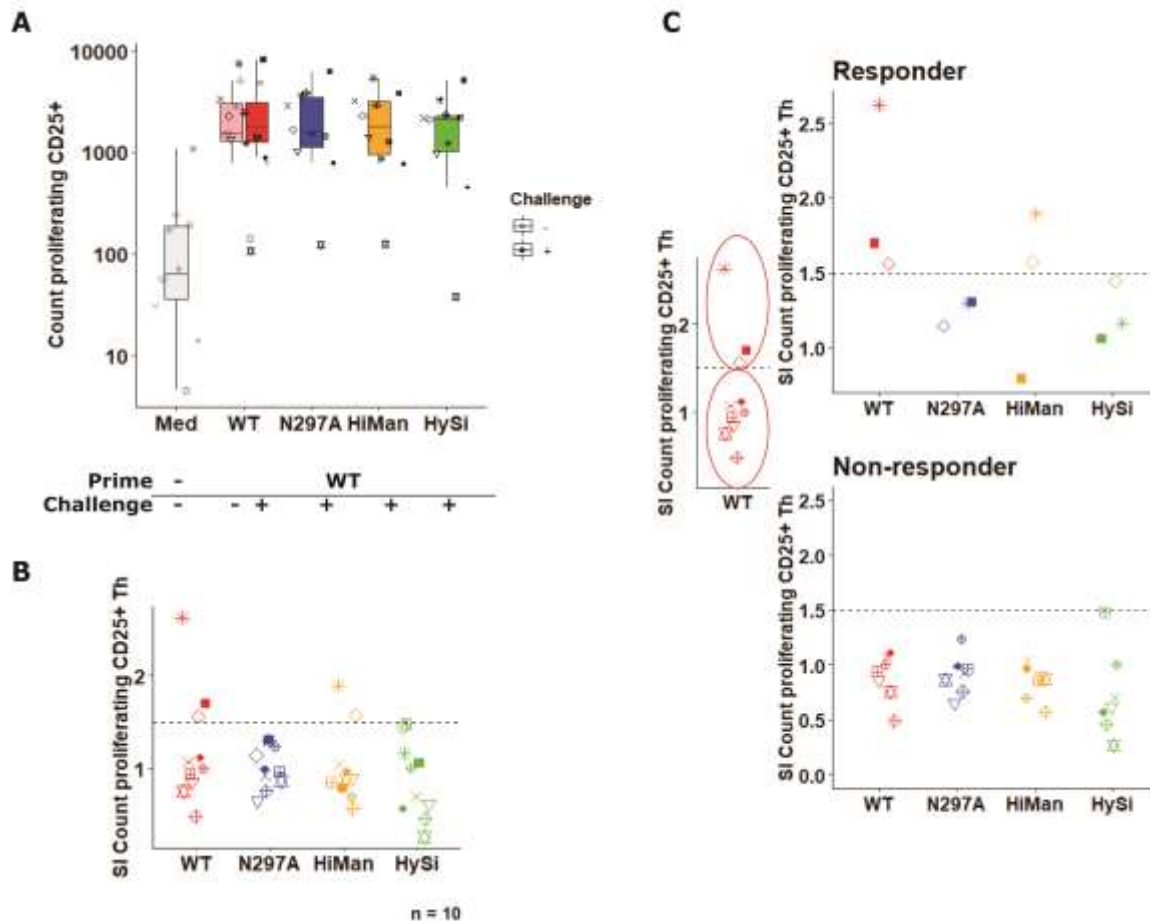 A
Count proliferating CD25+
10000
1000
100
10
Med WT N297A HiMan HySi
Challenge
-
+
Prime - WT
Challenge - - + + + +
B
SI Count proliferating CD25+ Th
2
1
WT N297A HiMan HySi
n = 10
C
SI Count proliferating CD25+ Th
2
1
WT
Responder
SI Count proliferating CD25+ Th
2.5
2.0
1.5
1.0
WT N297A HiMan HySi
Non-responder
SI Count proliferating CD25+ Th
2.5
2.0
1.5
1.0
0.5
0.0
WT N297A HiMan HySi